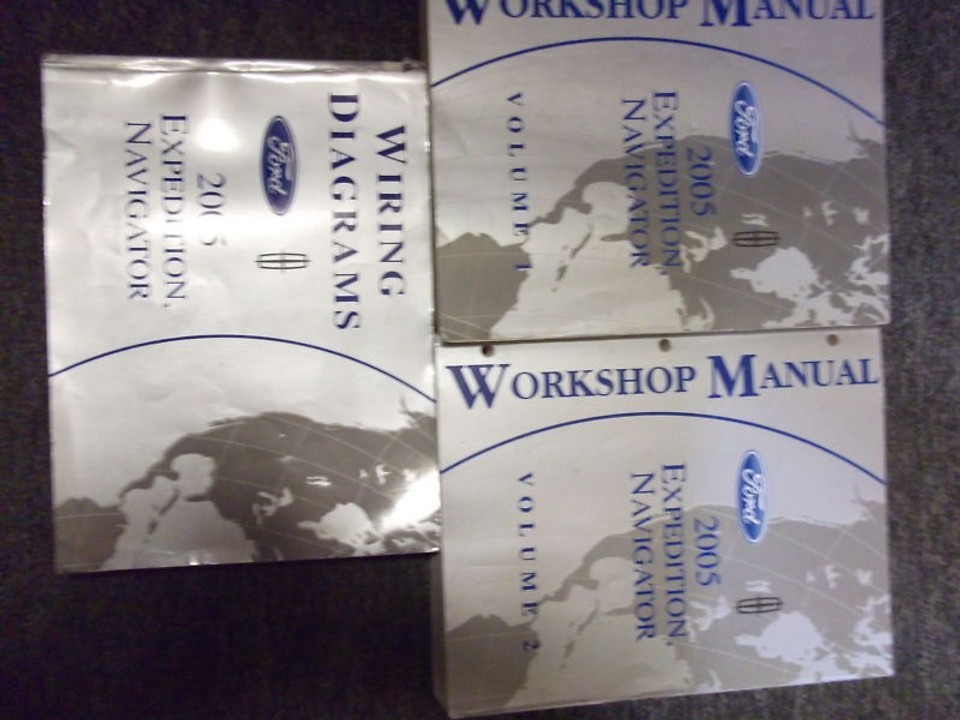 WIRING
DIAGRAMS
Ford
2005
EXPEDITION,
NAVIGATOR
WORKSHOP MANUAL
Ford
2005
EXPEDITION,
NAVIGATOR
VOLUME 1
WORKSHOP MANUAL
Ford
2005
EXPEDITION,
NAVIGATOR
VOLUME 2